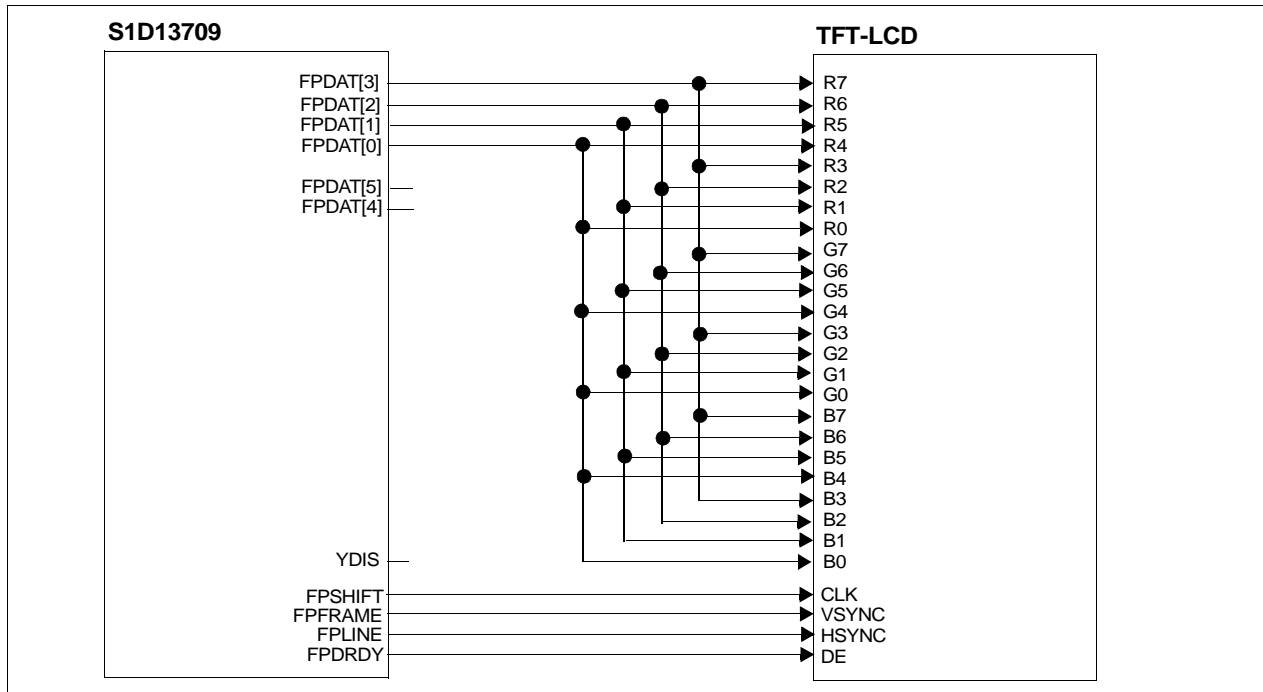 S1D13709
TFT-LCD
FPDAT[3]
FPDAT[2]
FPDAT[1]
FPDAT[0]
FPDAT[5]
FPDAT[4]
YDIS
FPSHIFT
FPFRAME
FPLINE
FPDRDY
R7
R6
R5
R4
R3
R2
R1
R0
G7
G6
G5
G4
G3
G2
G1
G0
B7
B6
B5
B4
B3
B2
B1
B0
CLK
VSYNC
HSYNC
DE